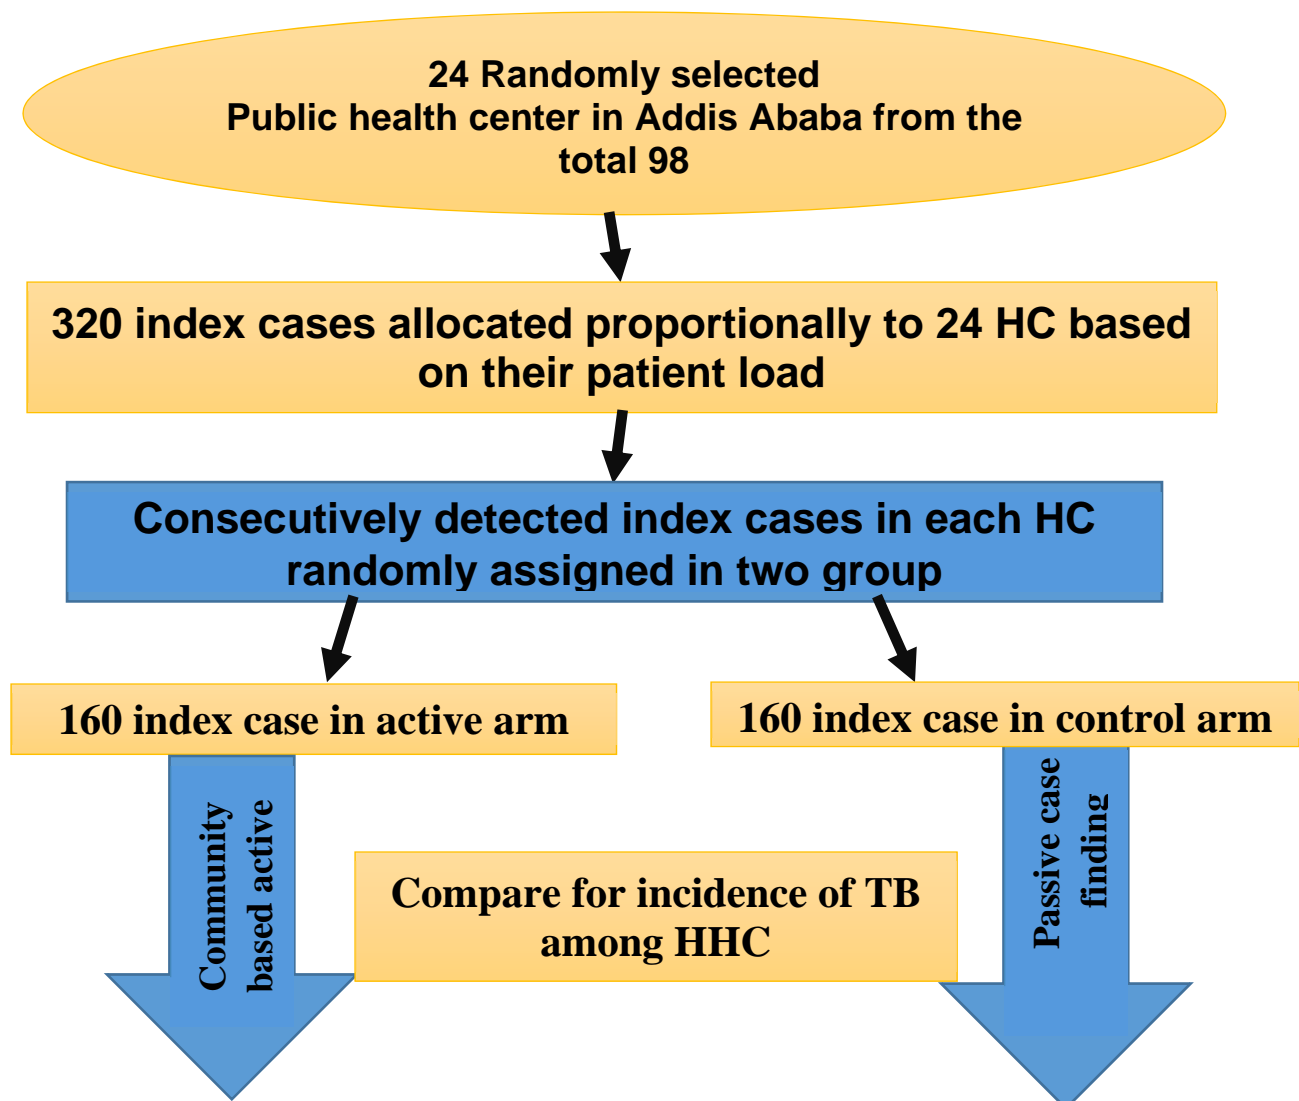 24 Randomly selected
Public health center in Addis Ababa from the
total 98
320 index cases allocated proportionally to 24 HC based
on their patient load
Consecutively detected index cases in each HC
randomly assigned in two group
160 index case in active arm
160 index case in control arm
Community
based active
Compare for incidence of TB
among HHC
Passive case
finding